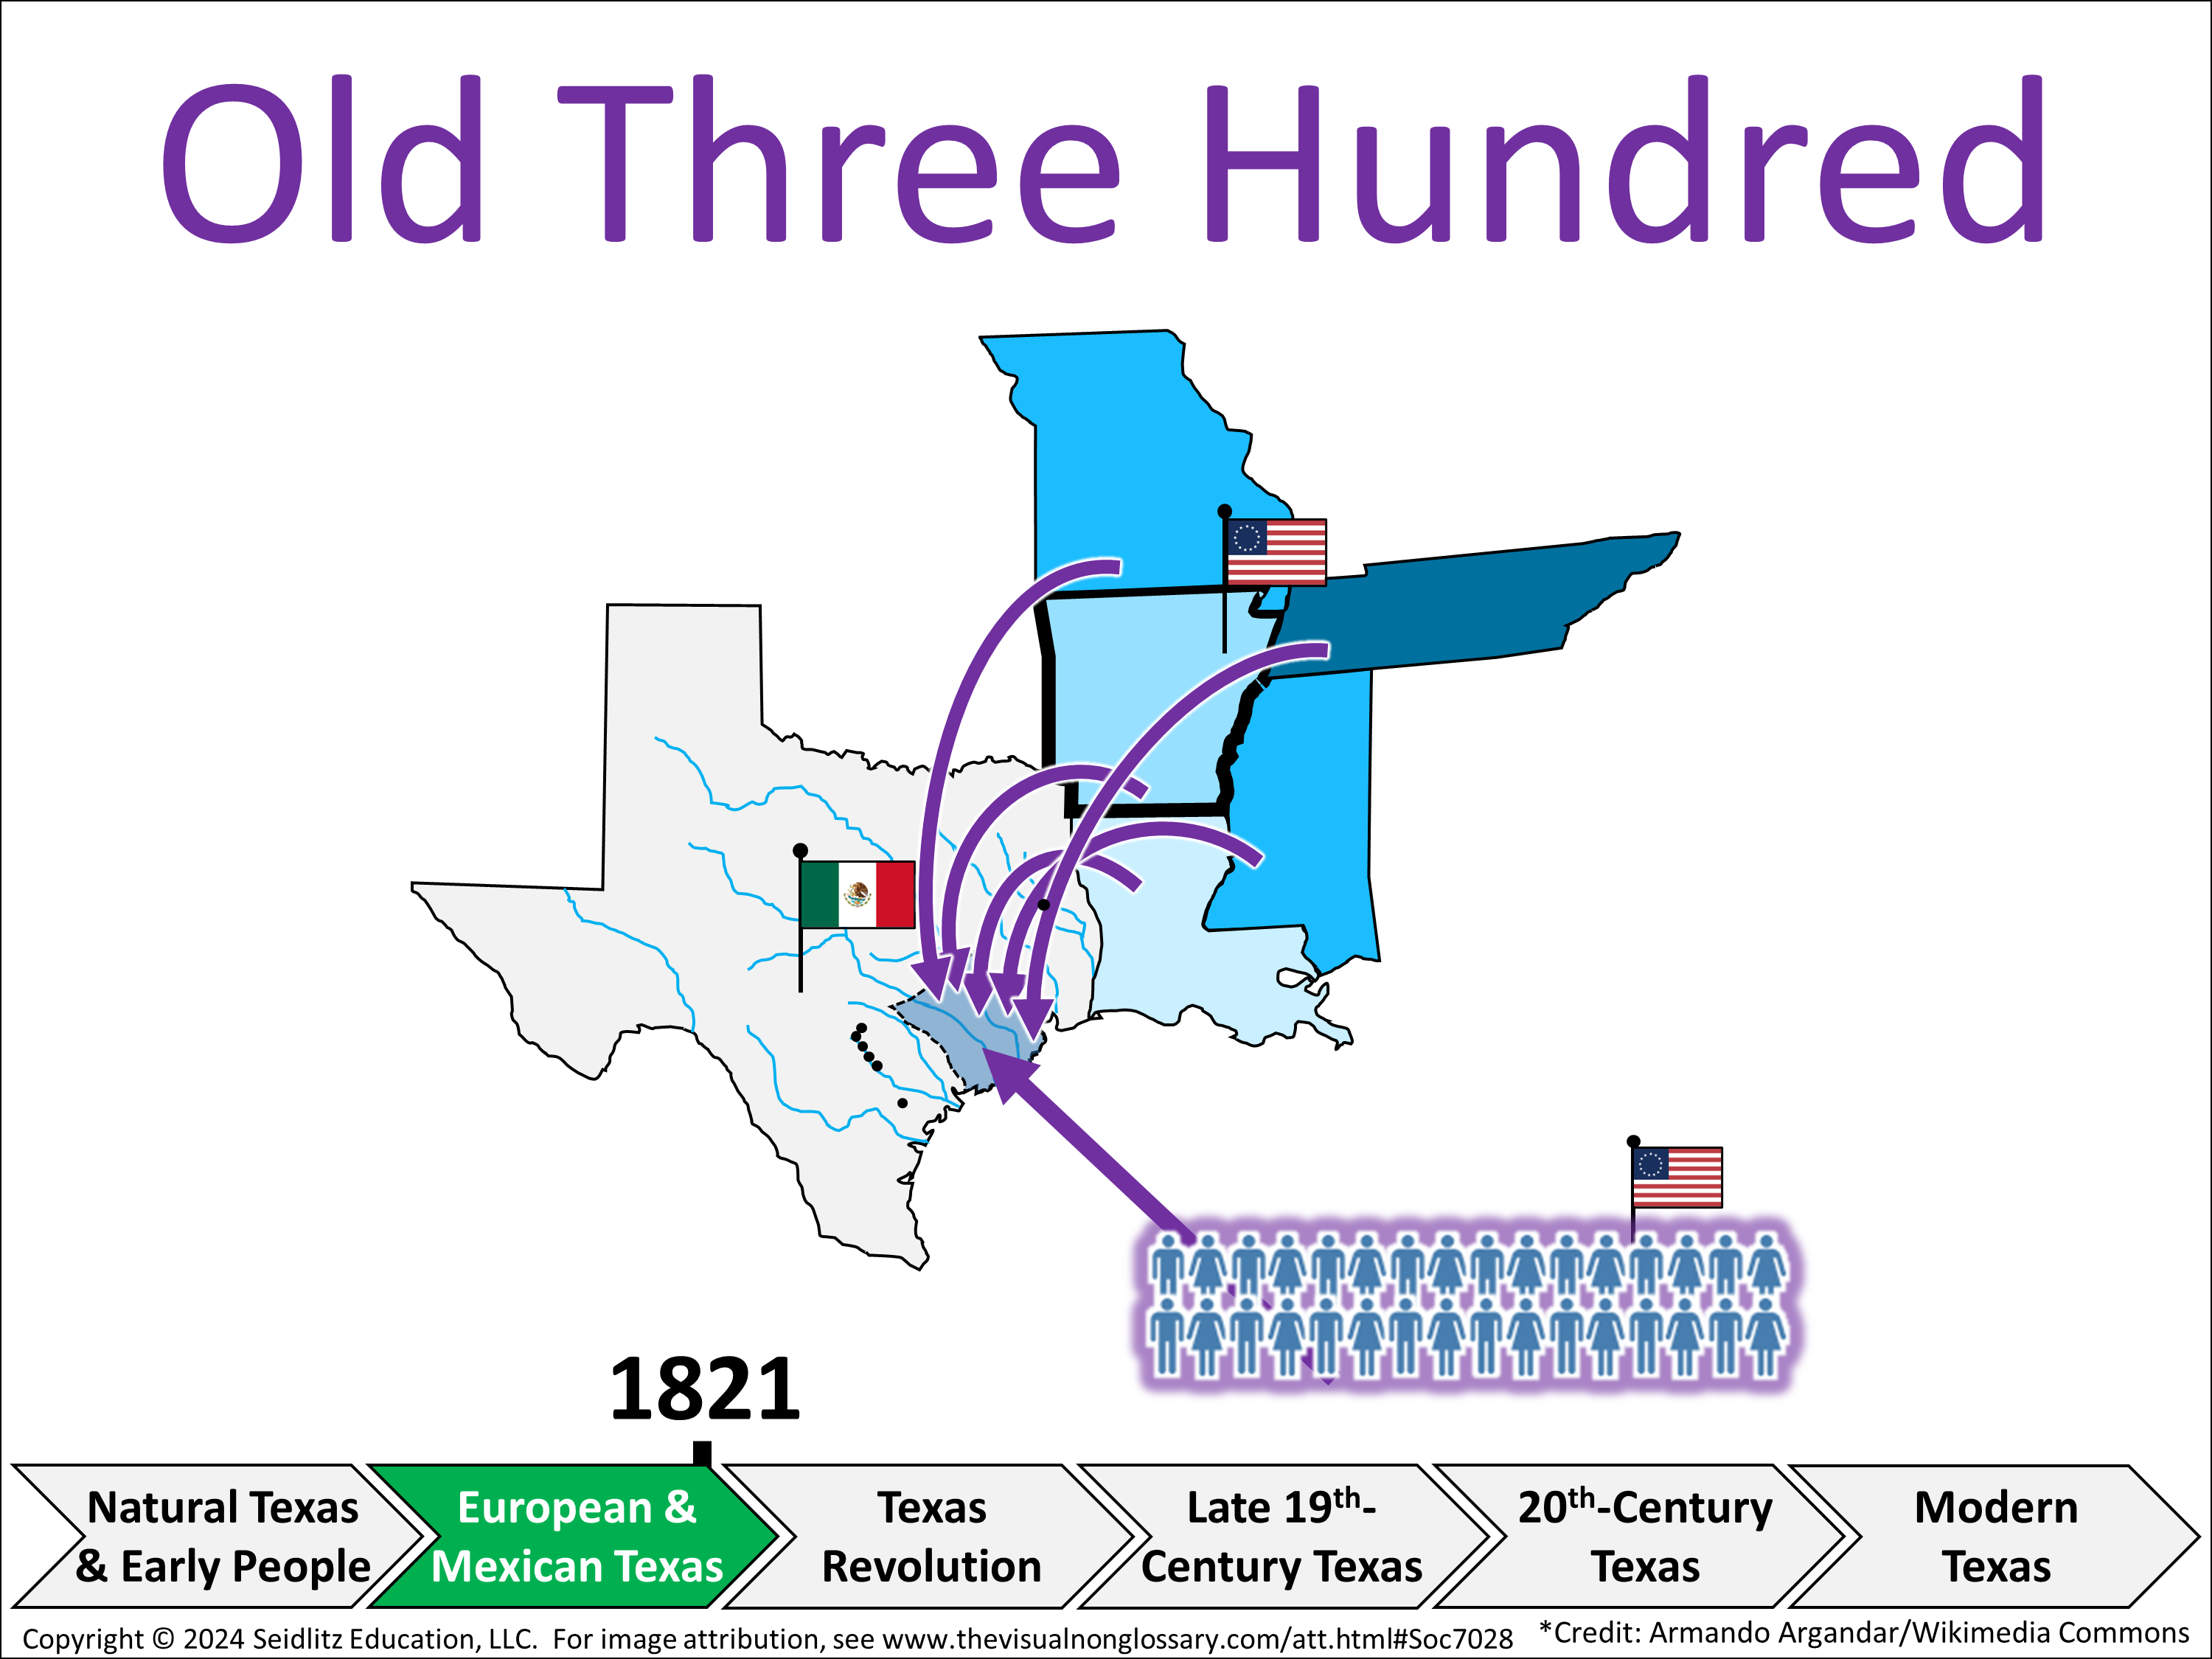 Old Three Hundred
1821
Natural Texas
& Early People
European &
Mexican Texas
Texas
Revolution
Late 19th-
Century Texas
20th-Century
Texas
Modern
Texas
Copyright © 2024 Seidlitz Education, LLC.  For image attribution, see www.thevisualnonglossary.com/att.html#Soc7028
*Credit: Armando Argandar/Wikimedia Commons